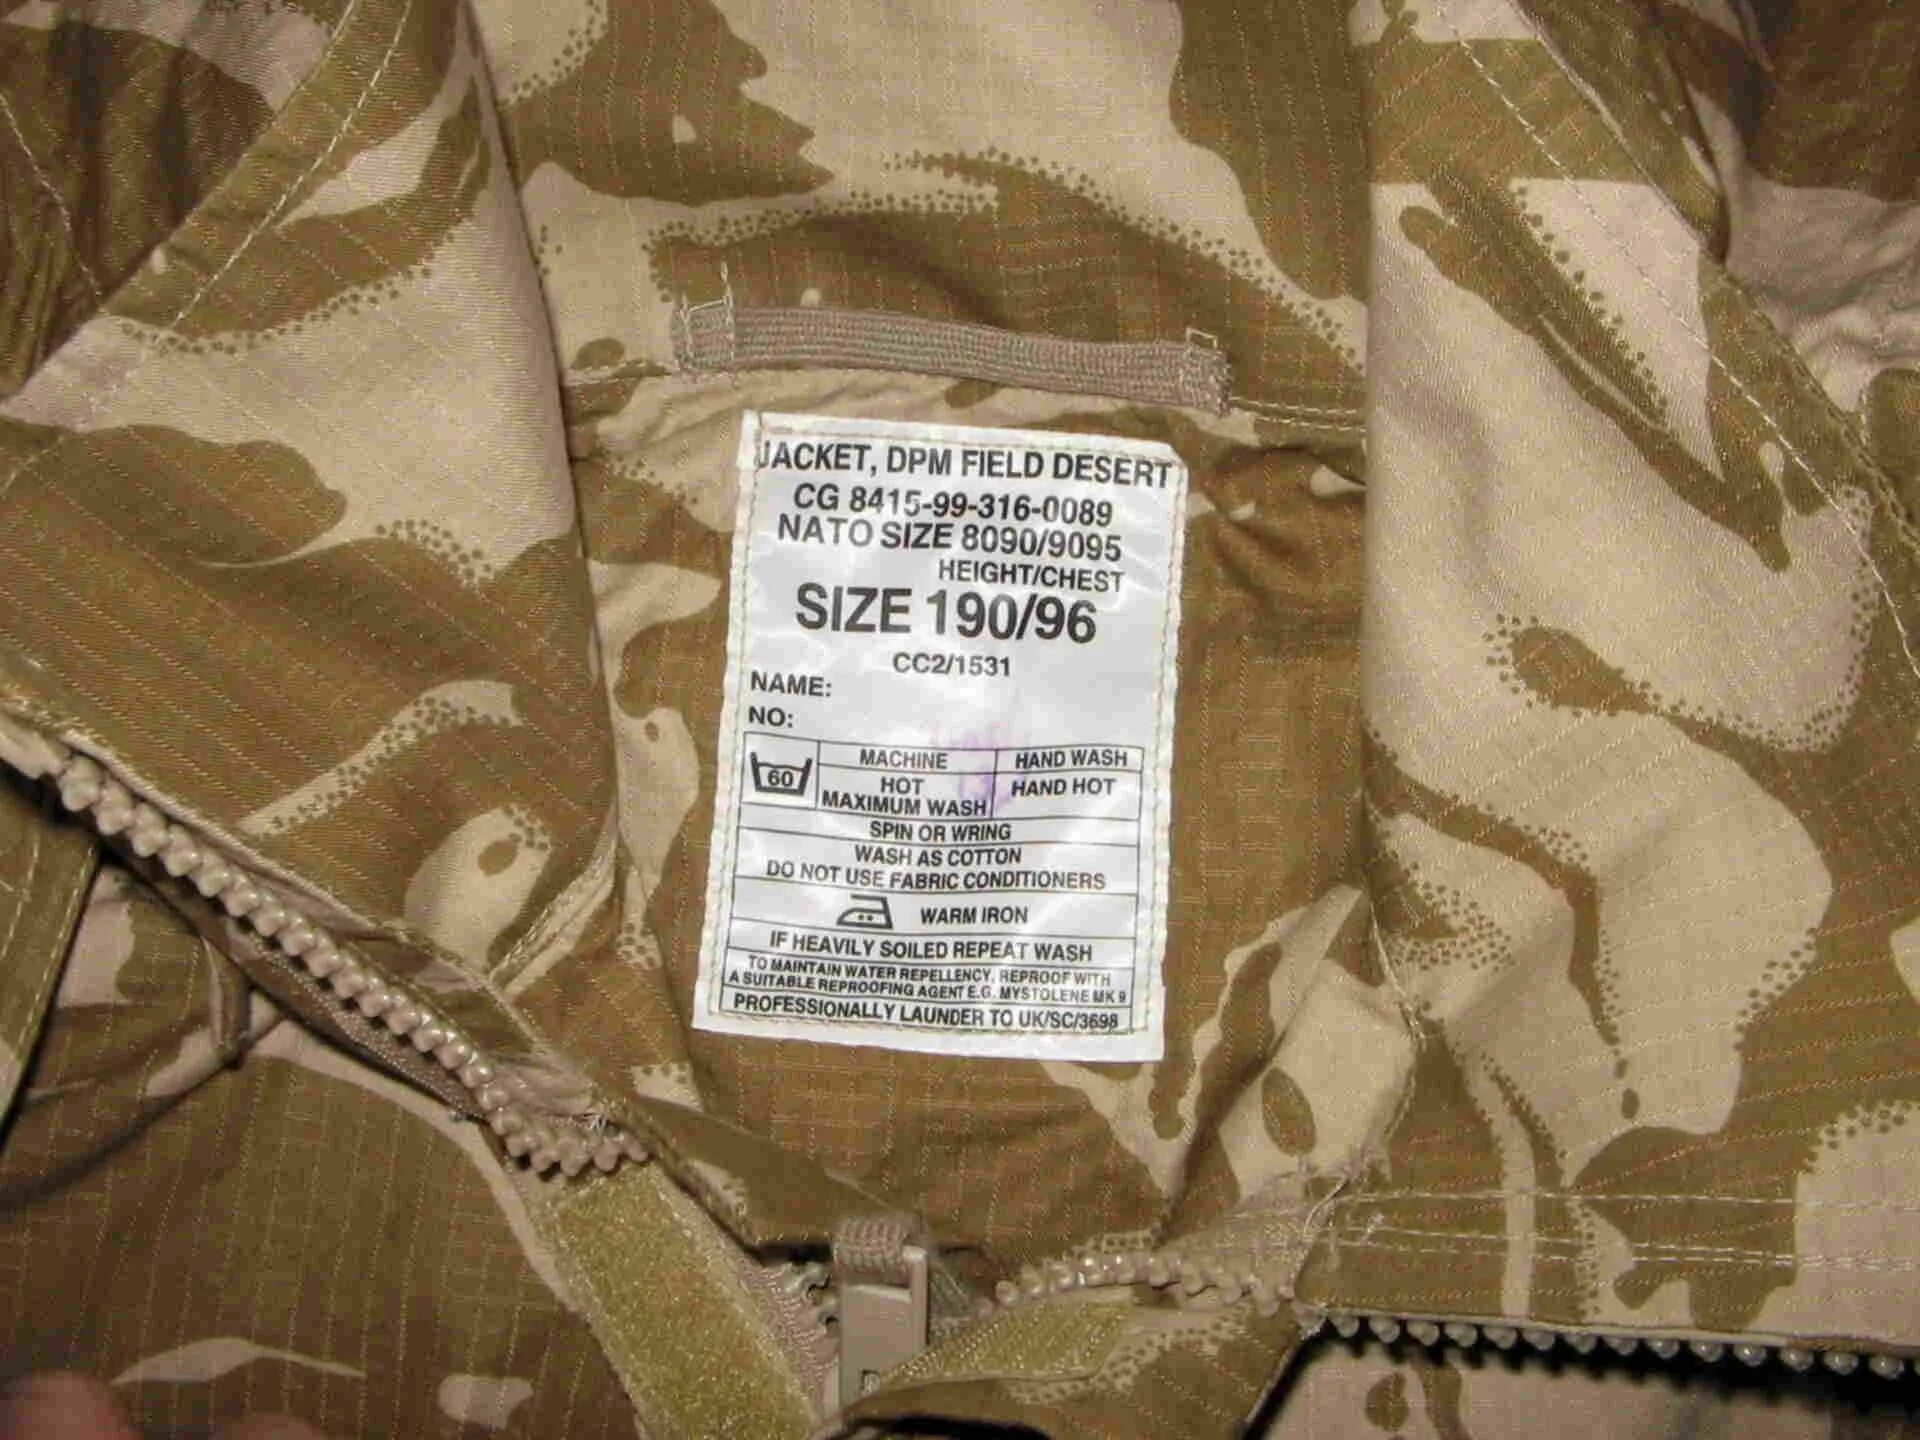 JACKET, DPM FIELD DESERT
CG 8415-99-316-0089
NATO SIZE 8090/9095
HEIGHT/CHEST
SIZE 190/96
CC2/1531
NAME:
NO:
60
MACHINE
HAND WASH
HOT
MAXIMUM WASH
HAND HOT
SPIN OR WRING
WASH AS COTTON
DO NOT USE FABRIC CONDITIONERS
WARM IRON
IF HEAVILY SOILED REPEAT WASH
TO MAINTAIN WATER REPELLENCY, REPROOF WITH
A SUITABLE REPROOFING AGENT E.G. MYSTOLENE MK 9
PROFESSIONALLY LAUNDER TO UK/SC/3698